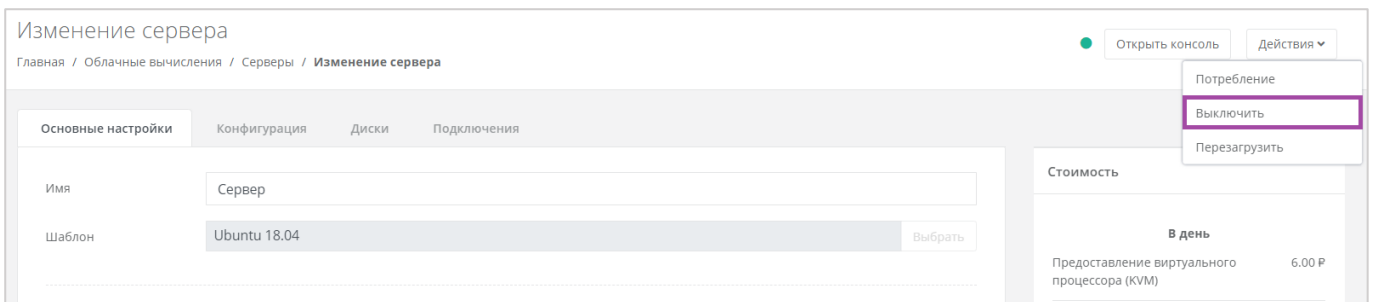 Изменение сервера
Открыть консоль
Действия
Главная / Облачные вычисления / Серверы / Изменение сервера
Потребление
Выключить
Перезагрузить
Основные настройки
Конфигурация
Диски
Подключения
Имя
Сервер
Шаблон
Ubuntu 18.04
Выбрать
Стоимость
В день
Предоставление виртуального
процессора (KVM)
6.00 ₽